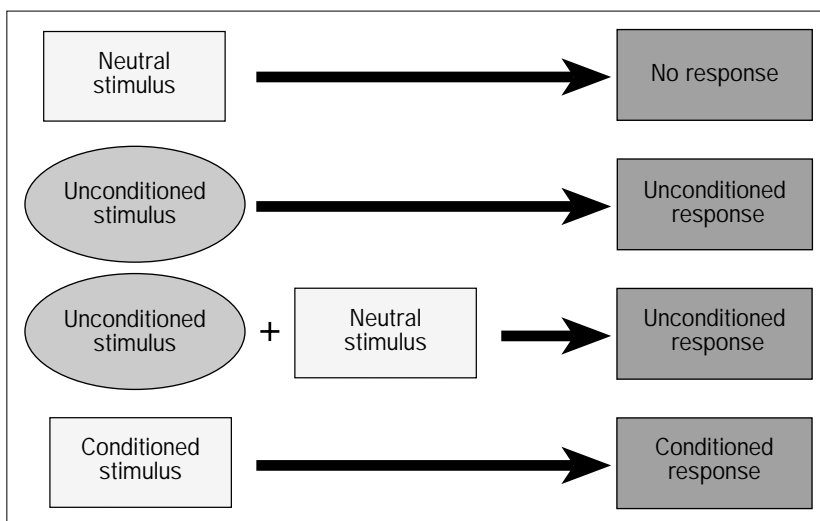 Neutral
stimulus
No response
Unconditioned
stimulus
Unconditioned
response
Unconditioned
stimulus
+
Neutral
stimulus
Unconditioned
response
Conditioned
stimulus
Conditioned
response